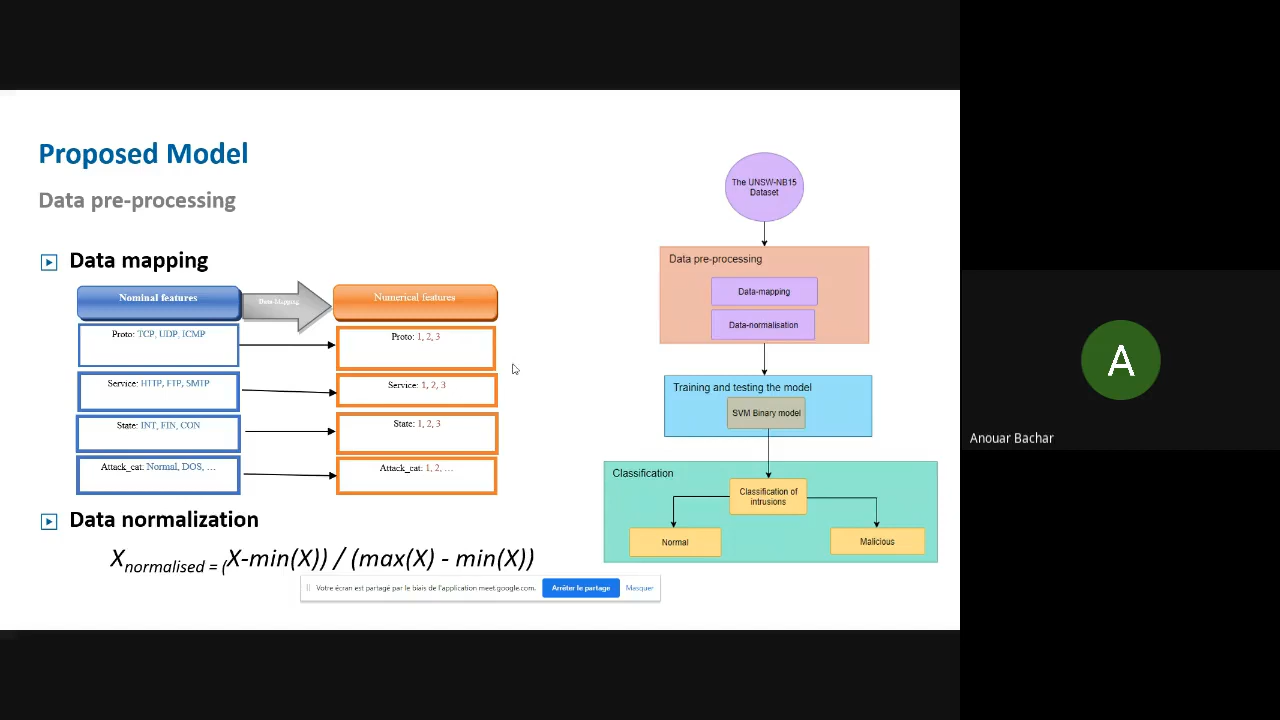 Proposed Model
Data pre-processing
Data mapping
Nominal features
Data-Mapping
Numerical features
Proto: TCP, UDP, ICMP
Proto: 1, 2, 3
Service: HTTP, FTP, SMTP
Service: 1, 2, 3
State: INT, FIN, CON
State: 1, 2, 3
Attack_cat: Normal, DOS, …
Attack_cat: 1, 2, …
Data normalization
Xnormalised = (X-min(X)) / (max(X) - min(X))
Votre écran est partagé par le biais de l'application meet.google.com.
Arrêter le partage
Masquer
The UNSW-NB15
Dataset
Data pre-processing
Data-mapping
Data-normalisation
Training and testing the model
SVM Binary model
Classification
Classification of
intrusions
Normal
Malicious
A
Anouar Bachar